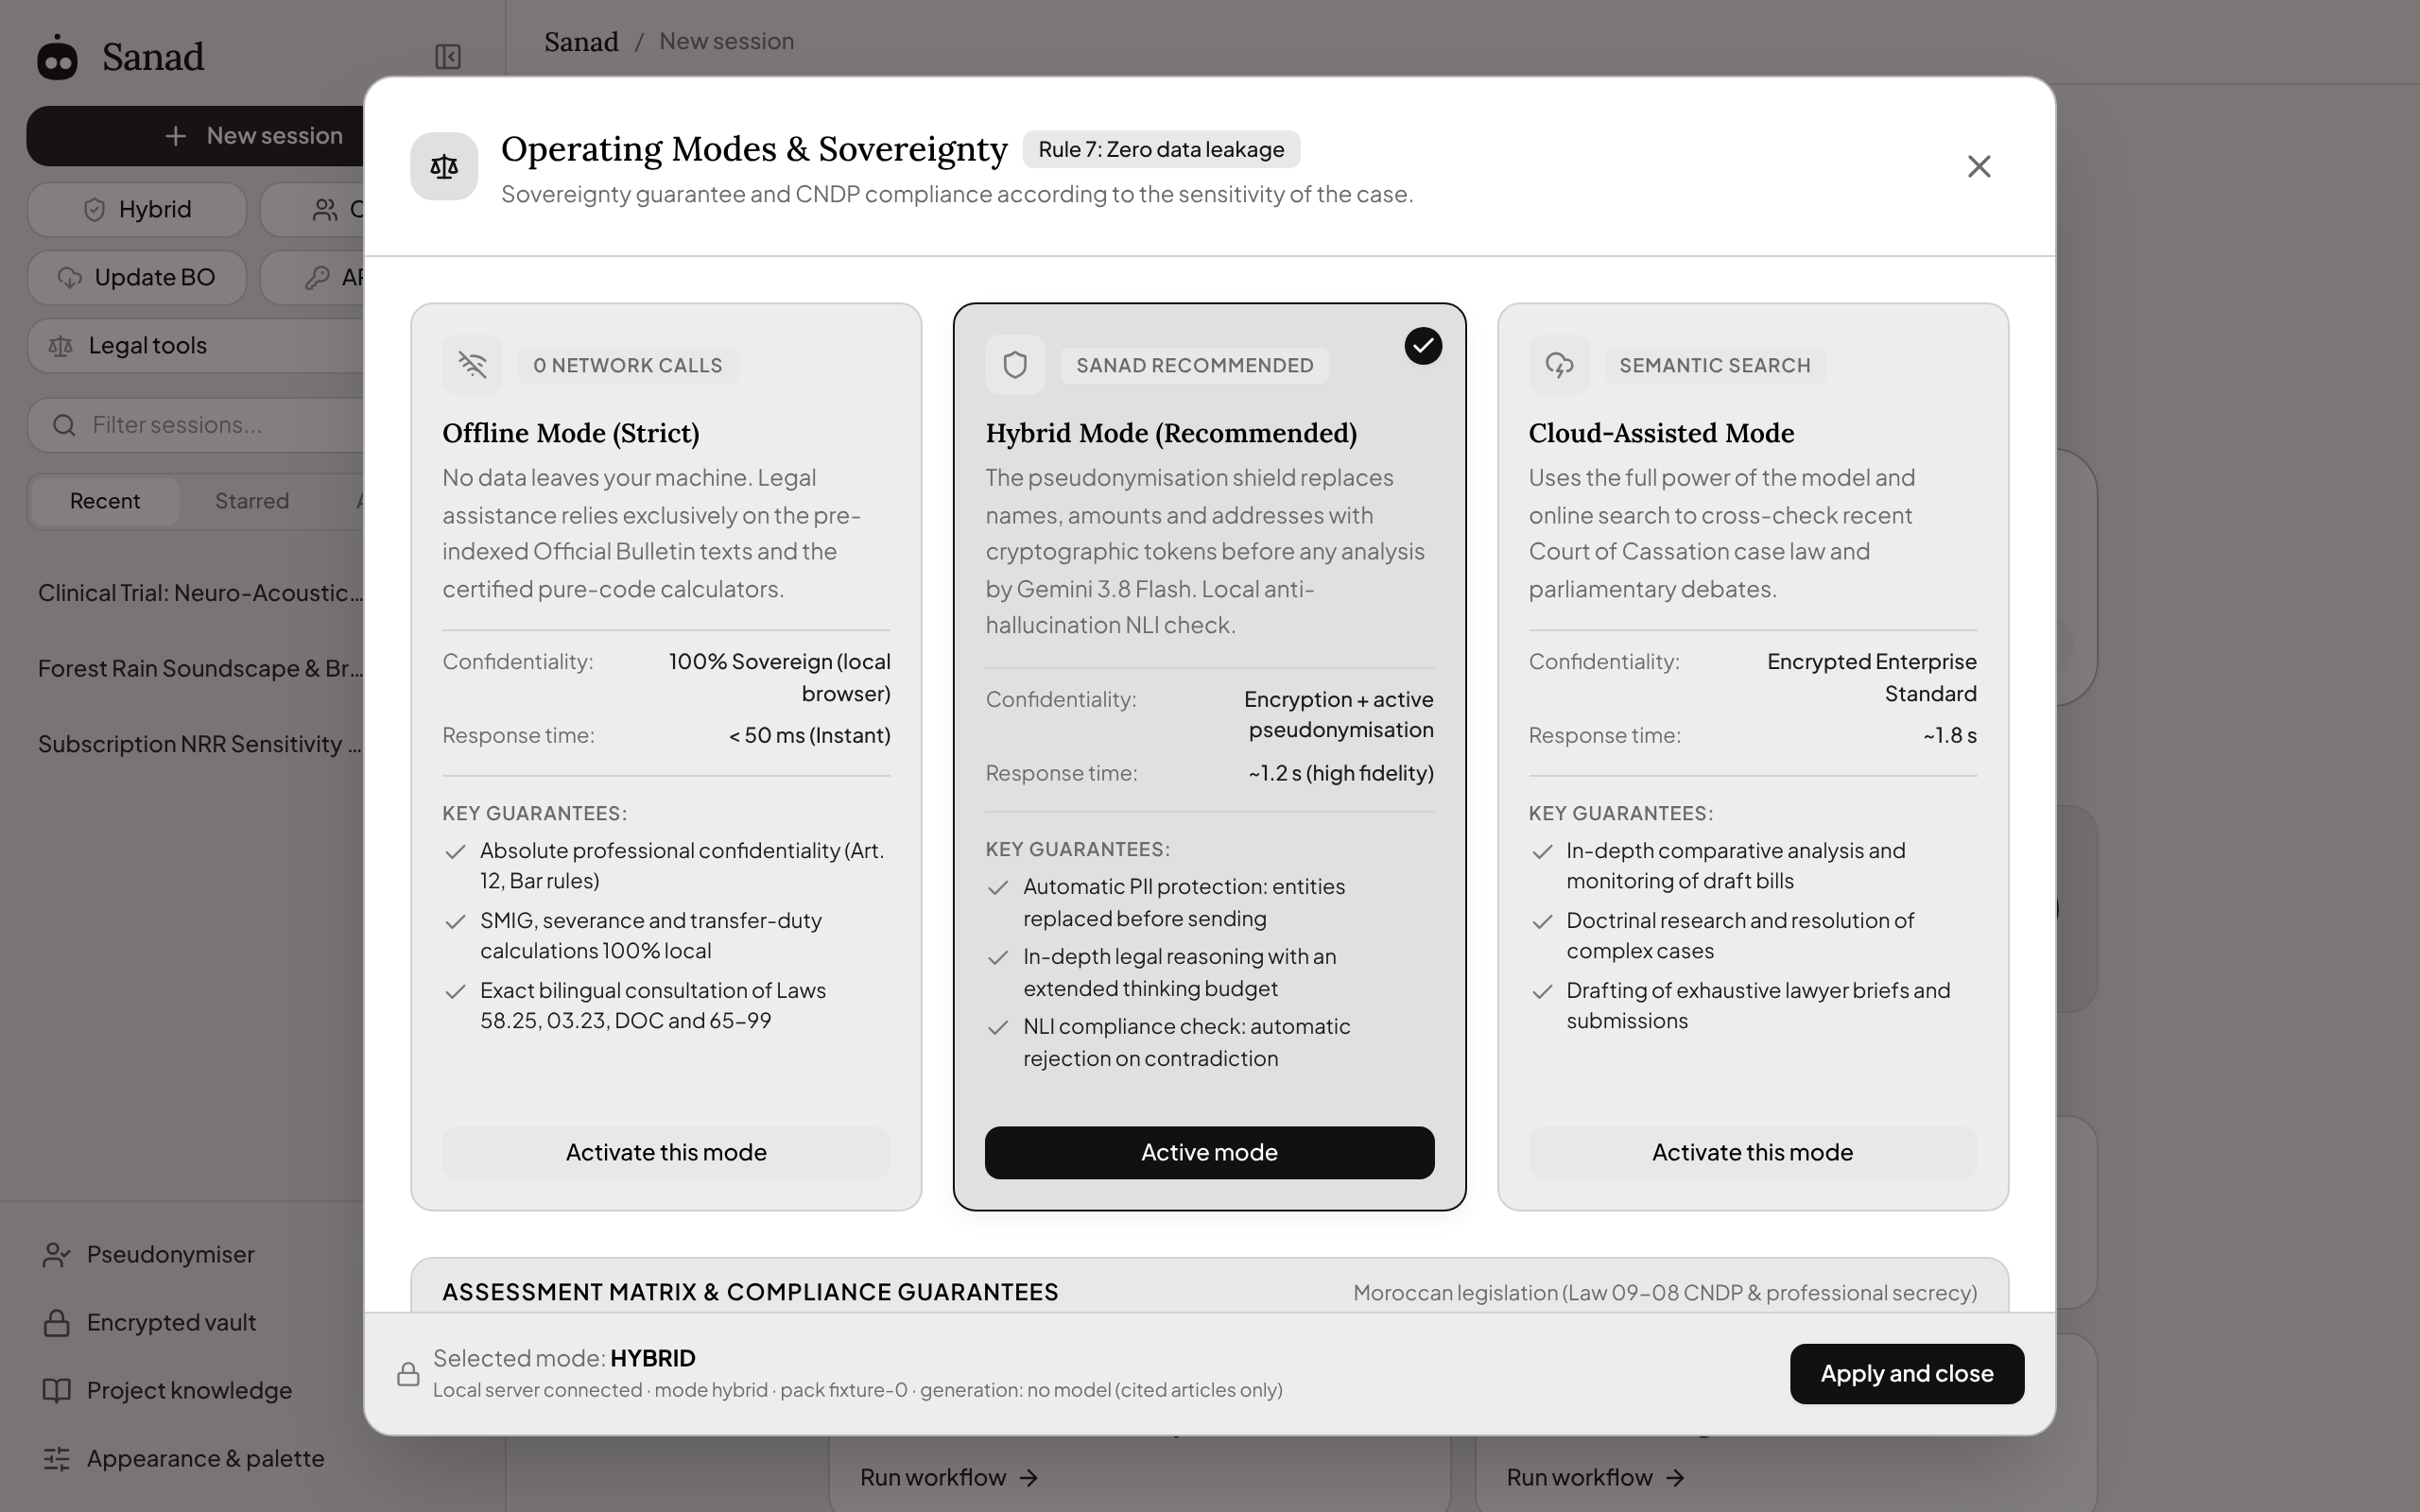 Sanad
Sanad / New session
New session
Hybrid
Update BO
Legal tools
Filter sessions...
Recent
Starred
Clinical Trial: Neuro-Acoustic...
Forest Rain Soundscape & Br...
Subscription NRR Sensitivity ...
Pseudonymiser
Encrypted vault
Project knowledge
Appearance & palette
Operating Modes & Sovereignty
Rule 7: Zero data leakage
Sovereignty guarantee and CNDP compliance according to the sensitivity of the case.
0 NETWORK CALLS
Offline Mode (Strict)
No data leaves your machine. Legal
assistance relies exclusively on the pre-
indexed Official Bulletin texts and the
certified pure-code calculators.
Confidentiality: 100% Sovereign (local
browser)
Response time: < 50 ms (Instant)
KEY GUARANTEES:
Absolute professional confidentiality (Art.
12, Bar rules)
SMIG, severance and transfer-duty
calculations 100% local
Exact bilingual consultation of Laws
58.25, 03.23, DOC and 65-99
Activate this mode
SANAD RECOMMENDED
Hybrid Mode (Recommended)
The pseudonymisation shield replaces
names, amounts and addresses with
cryptographic tokens before any analysis
by Gemini 3.8 Flash. Local anti-
hallucination NLI check.
Confidentiality: Encryption + active
pseudonymisation
Response time: ~1.2 s (high fidelity)
KEY GUARANTEES:
Automatic PII protection: entities
replaced before sending
In-depth legal reasoning with an
extended thinking budget
NLI compliance check: automatic
rejection on contradiction
Active mode
SEMANTIC SEARCH
Cloud-Assisted Mode
Uses the full power of the model and
online search to cross-check recent
Court of Cassation case law and
parliamentary debates.
Confidentiality: Encrypted Enterprise
Standard
Response time: ~1.8 s
KEY GUARANTEES:
In-depth comparative analysis and
monitoring of draft bills
Doctrinal research and resolution of
complex cases
Drafting of exhaustive lawyer briefs and
submissions
Activate this mode
ASSESSMENT MATRIX & COMPLIANCE GUARANTEES
Moroccan legislation (Law 09-08 CNDP & professional secrecy)
Selected mode: HYBRID
Local server connected · mode hybrid · pack fixture-0 · generation: no model (cited articles only)
Apply and close
Run workflow
Run workflow